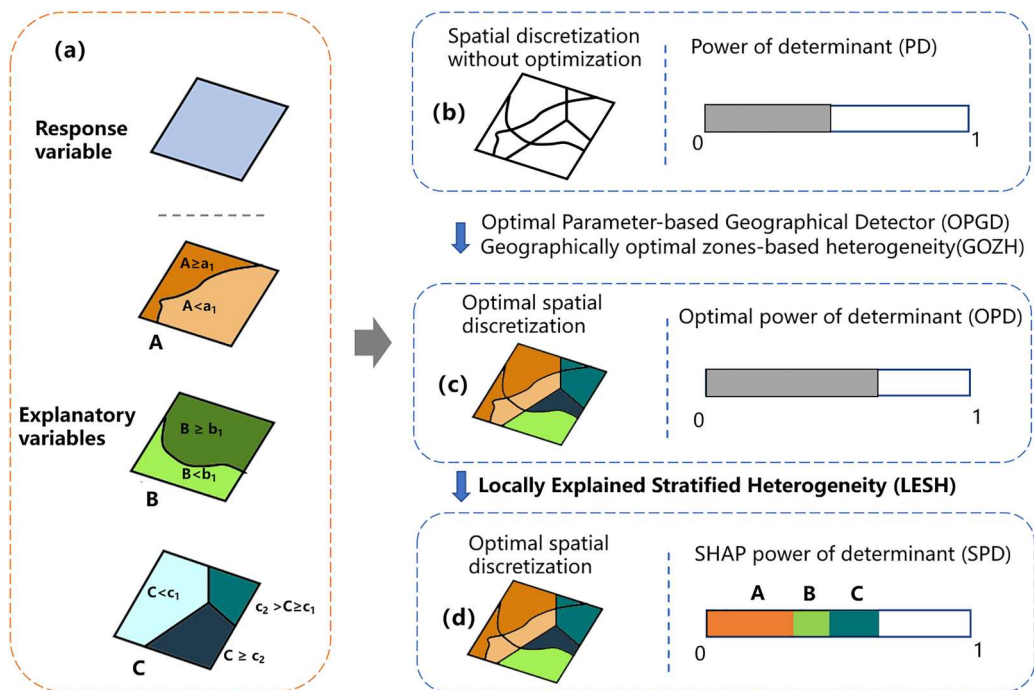 (a)
Response
variable
A≥a₁
A<a₁
A
Explanatory
variables
B ≥ b₁
B<b₁
B
C<c₁
c₂ >C≥c₁
C ≥ c₂
C
Spatial discretization
without optimization
Power of determinant (PD)
(b)
0
1
Optimal Parameter-based Geographical Detector (OPGD)
Geographically optimal zones-based heterogeneity(GOZH)
Optimal spatial
discretization
Optimal power of determinant (OPD)
(c)
0
1
Locally Explained Stratified Heterogeneity (LESH)
Optimal spatial
discretization
SHAP power of determinant (SPD)
(d)
A B C
0
1